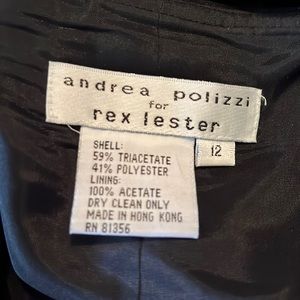 andrea polizzi
for
rex lester
12
SHELL:
59% TRIACETATE
41% POLYESTER
LINING:
100% ACETATE
DRY CLEAN ONLY
MADE IN HONG KONG
RN 81356